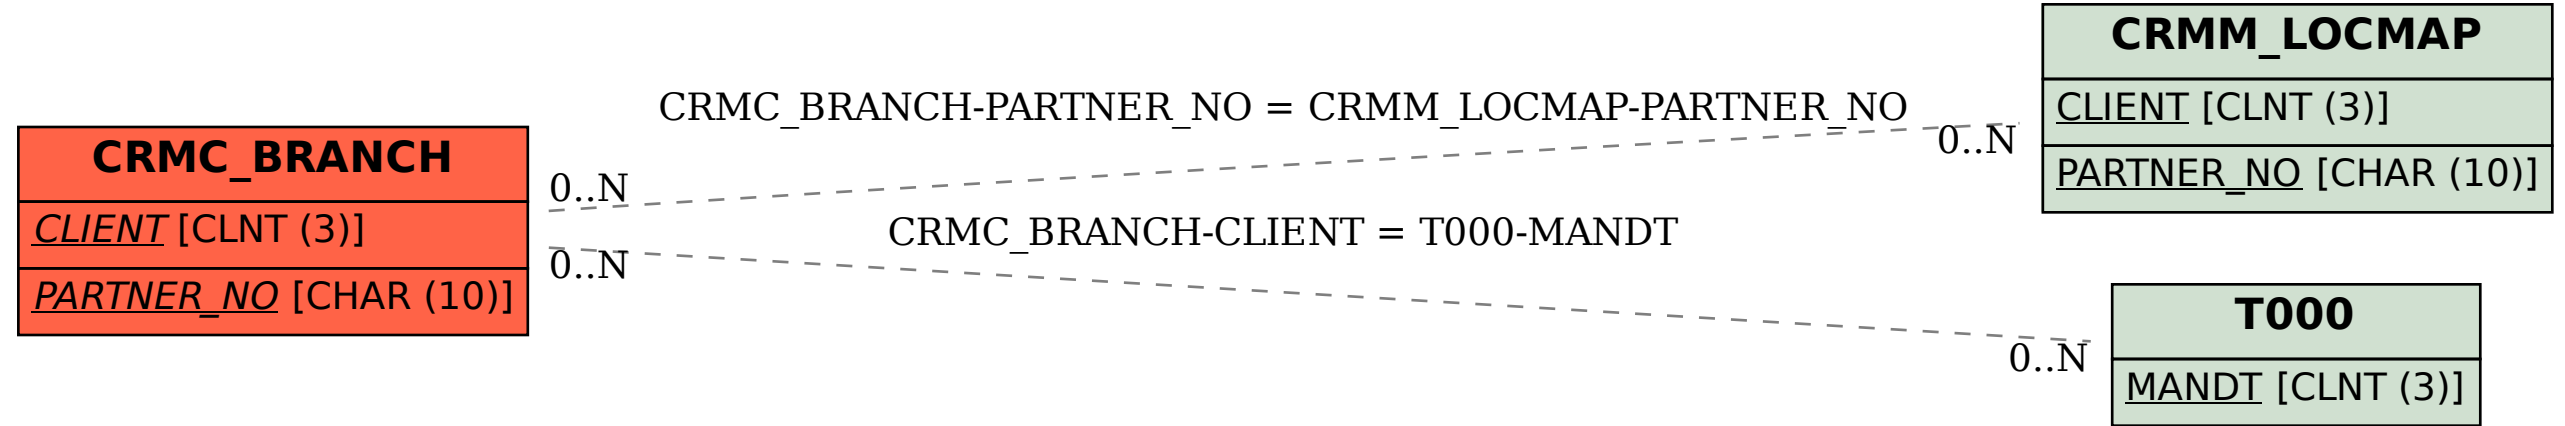 CRMC_BRANCH
CLIENT [CLNT (3)]
PARTNER_NO [CHAR (10)]
CRMC_BRANCH-PARTNER_NO = CRMM_LOCMAP-PARTNER_NO
0..N
0..N
CRMC_BRANCH-CLIENT = T000-MANDT
0..N
0..N
CRMM_LOCMAP
CLIENT [CLNT (3)]
PARTNER_NO [CHAR (10)]
T000
MANDT [CLNT (3)]